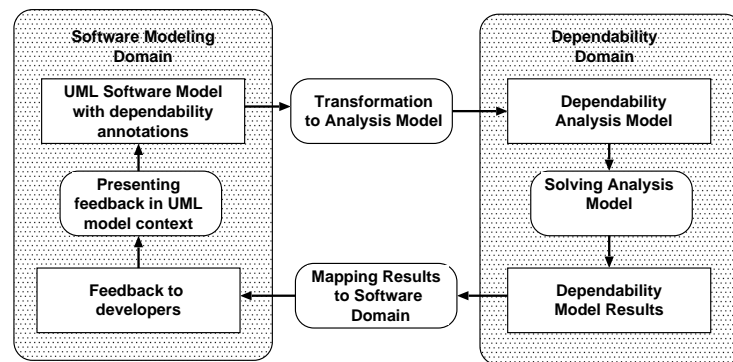 Software Modeling
Domain
UML Software Model
with dependability
annotations
Presenting
feedback in UML
model context
Feedback to
developers
Transformation
to Analysis Model
Mapping Results
to Software
Domain
Dependability
Domain
Dependability
Analysis Model
Solving Analysis
Model
Dependability
Model Results